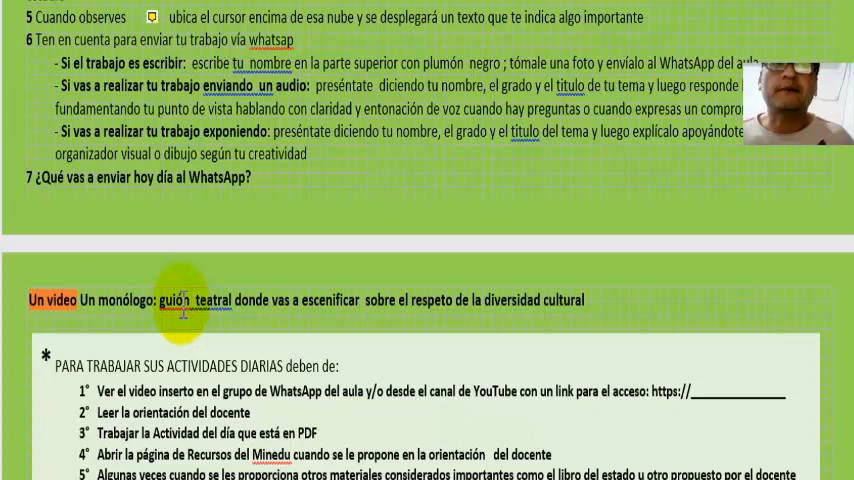 5 Cuando observes ubica el cursor encima de esa nube y se desplegará un texto que te indica algo importante
6 Ten en cuenta para enviar tu trabajo vía whatsap
- Si el trabajo es escribir: escribe tu nombre en la parte superior con plumón negro ; tómale una foto y envíalo al WhatsApp del aula
- Si vas a realizar tu trabajo enviando un audio: preséntate diciendo tu nombre, el grado y el titulo de tu tema y luego responde
fundamentando tu punto de vista hablando con claridad y entonación de voz cuando hay preguntas o cuando expresas un
- Si vas a realizar tu trabajo exponiendo: preséntate diciendo tu nombre, el grado y el titulo del tema y luego explícalo
organizador visual o dibujo según tu creatividad
7 ¿Qué vas a enviar hoy día al WhatsApp?
Un video Un monólogo: guión teatral donde vas a escenificar sobre el respeto de la diversidad cultural
* PARA TRABAJAR SUS ACTIVIDADES DIARIAS deben de:
1° Ver el video inserto en el grupo de WhatsApp del aula y/o desde el canal de YouTube con un link para el acceso: https://________________
2° Leer la orientación del docente
3° Trabajar la Actividad del día que está en PDF
4° Abrir la página de Recursos del Minedu cuando se le propone en la orientación del docente
5° Algunas veces cuando se les proporciona otros materiales considerados importantes como el libro del estado u otro propuesto por el docente